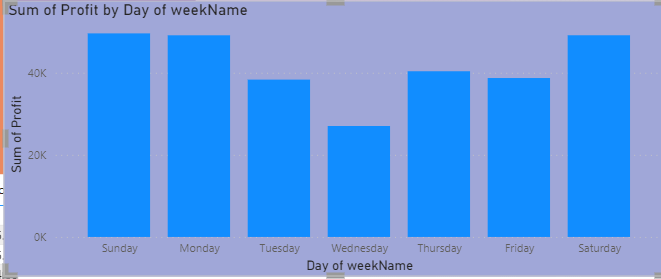 Sum of Profit by Day of weekName
Sum of Profit
40K
20K
0K
Sunday Monday Tuesday Wednesday Thursday Friday Saturday
Day of weekName